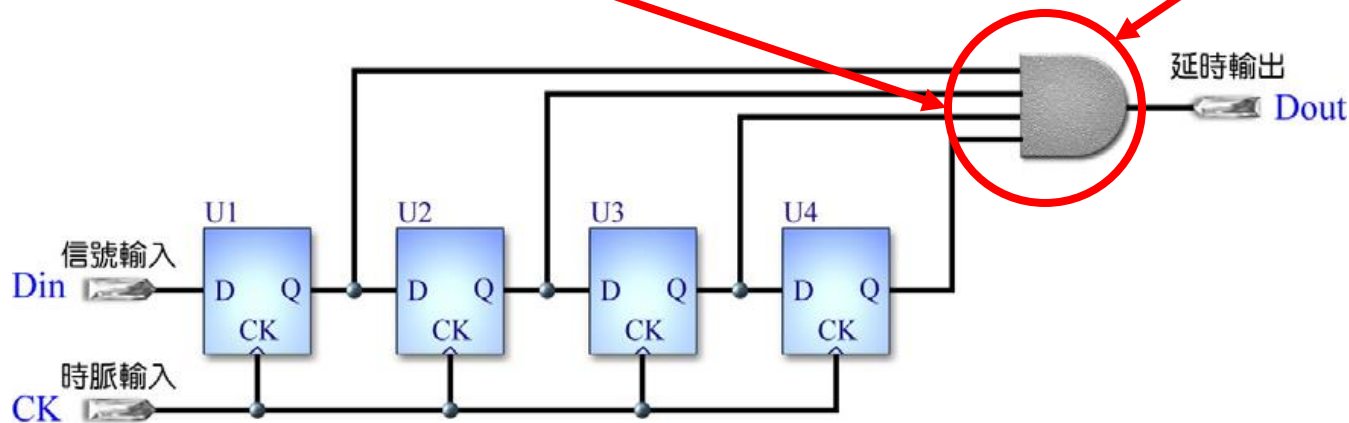 延時輸出
Dout
U1 U2 U3 U4
信號輸入
Din
D Q D Q D Q D Q
CK CK CK CK
時脈輸入
CK